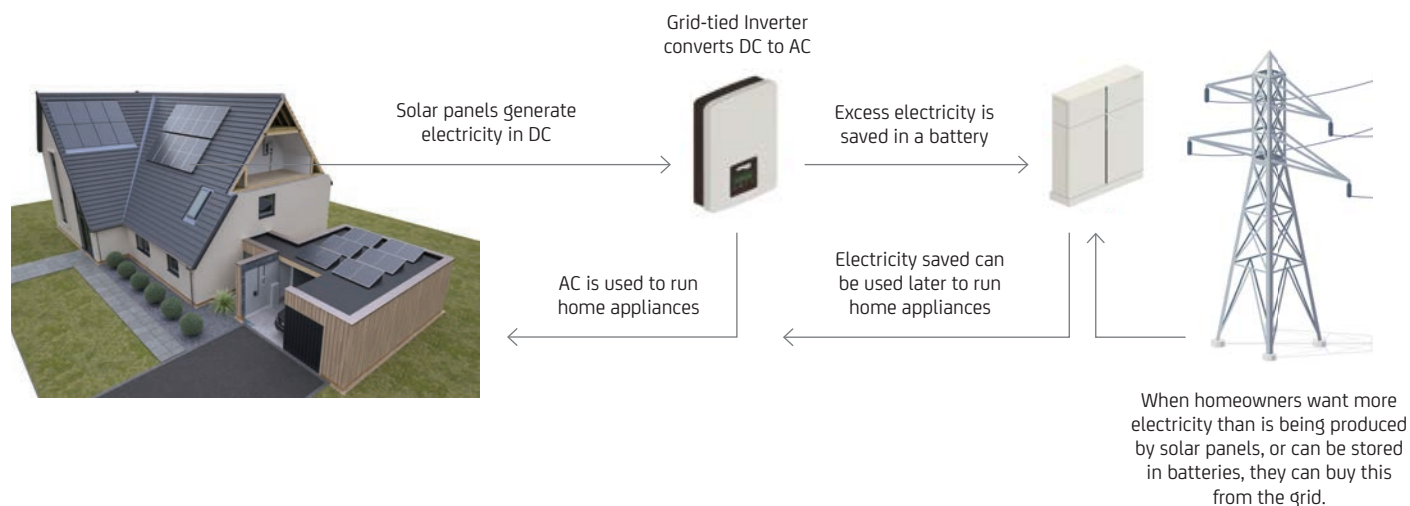 Grid-tied Inverter
converts DC to AC
Solar panels generate
electricity in DC
Excess electricity is
saved in a battery
AC is used to run
home appliances
Electricity saved can
be used later to run
home appliances
When homeowners want more
electricity than is being produced
by solar panels, or can be stored
in batteries, they can buy this
from the grid.